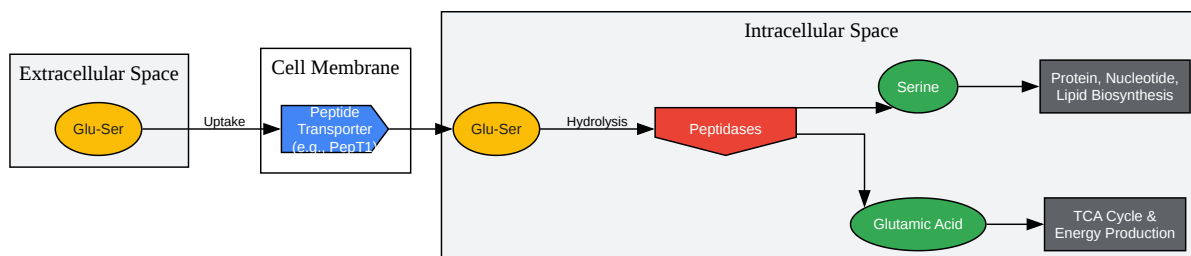 Extracellular Space
Glu-Ser
Uptake
Cell Membrane
Peptide
Transporter
(e.g., PepT1)
Intracellular Space
Glu-Ser
Hydrolysis
Peptidases
Serine
Protein, Nucleotide,
Lipid Biosynthesis
Glutamic Acid
TCA Cycle &
Energy Production